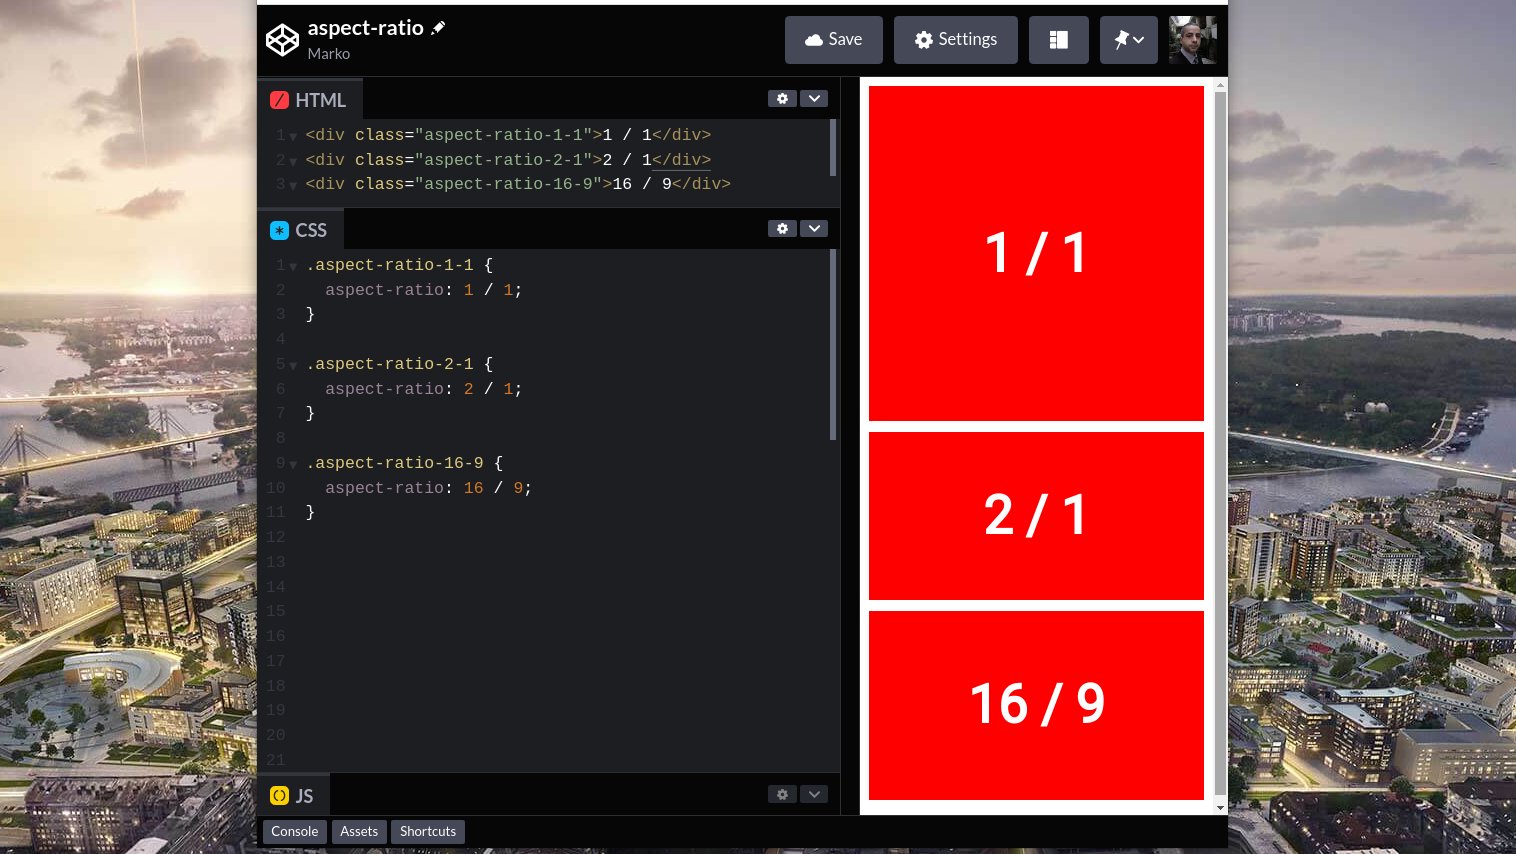 aspect-ratio
Marko
Save
Settings
HTML
1 <div class="aspect-ratio-1-1">1 / 1</div>
2 <div class="aspect-ratio-2-1">2 / 1</div>
3 <div class="aspect-ratio-16-9">16 / 9</div>
CSS
1 .aspect-ratio-1-1 {
2 aspect-ratio: 1 / 1;
3 }
4
5 .aspect-ratio-2-1 {
6 aspect-ratio: 2 / 1;
7 }
8
9 .aspect-ratio-16-9 {
10 aspect-ratio: 16 / 9;
11 }
12
13
14
15
16
17
18
19
20
21
JS
Console
Assets
Shortcuts
1 / 1
2 / 1
16 / 9